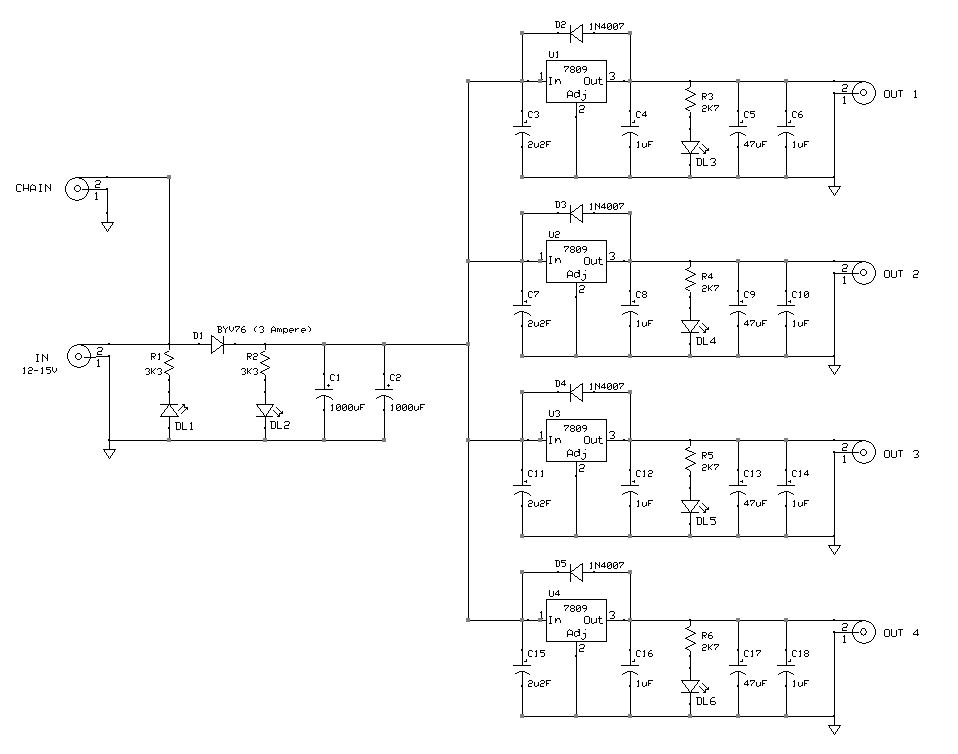 D2 1N4007
U1
7809
1 In Out 3
Adj
2
C3
2u2F
C4
1uF
R3
2K7
DL3
C5
47uF
C6
1uF
2
1
OUT 1
CHAIN
2
1
D3 1N4007
U2
7809
1 In Out 3
Adj
2
C7
2u2F
C8
1uF
R4
2K7
DL4
C9
47uF
C10
1uF
2
1
OUT 2
IN
12-15V
2
1
D1
BYV76 (3 Ampere)
R1
3K3
DL1
R2
3K3
DL2
C1
1000uF
C2
1000uF
D4 1N4007
U3
7809
1 In Out 3
Adj
2
C11
2u2F
C12
1uF
R5
2K7
DL5
C13
47uF
C14
1uF
2
1
OUT 3
D5 1N4007
U4
7809
1 In Out 3
Adj
2
C15
2u2F
C16
1uF
R6
2K7
DL6
C17
47uF
C18
1uF
2
1
OUT 4